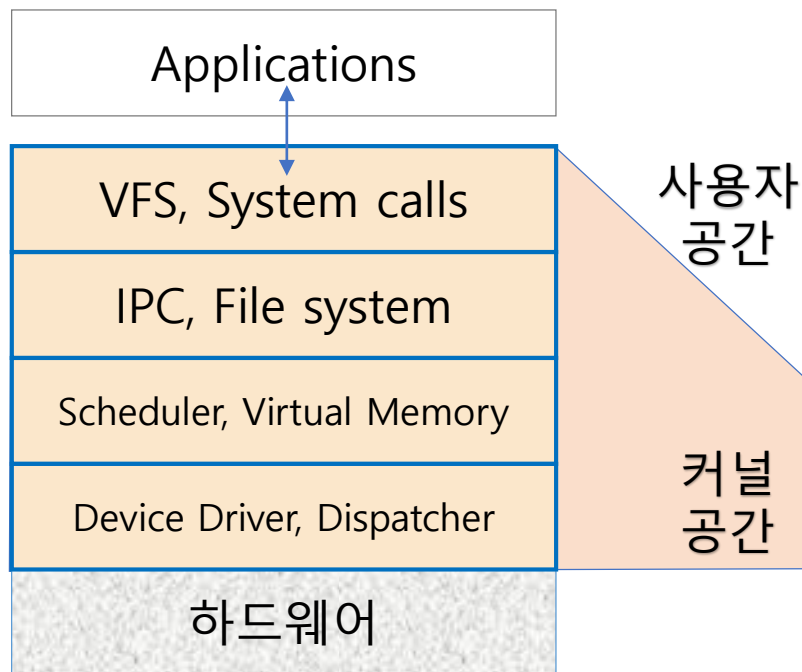 Applications
VFS, System calls
사용자
공간
IPC, File system
Scheduler, Virtual Memory
커널
공간
Device Driver, Dispatcher
하드웨어